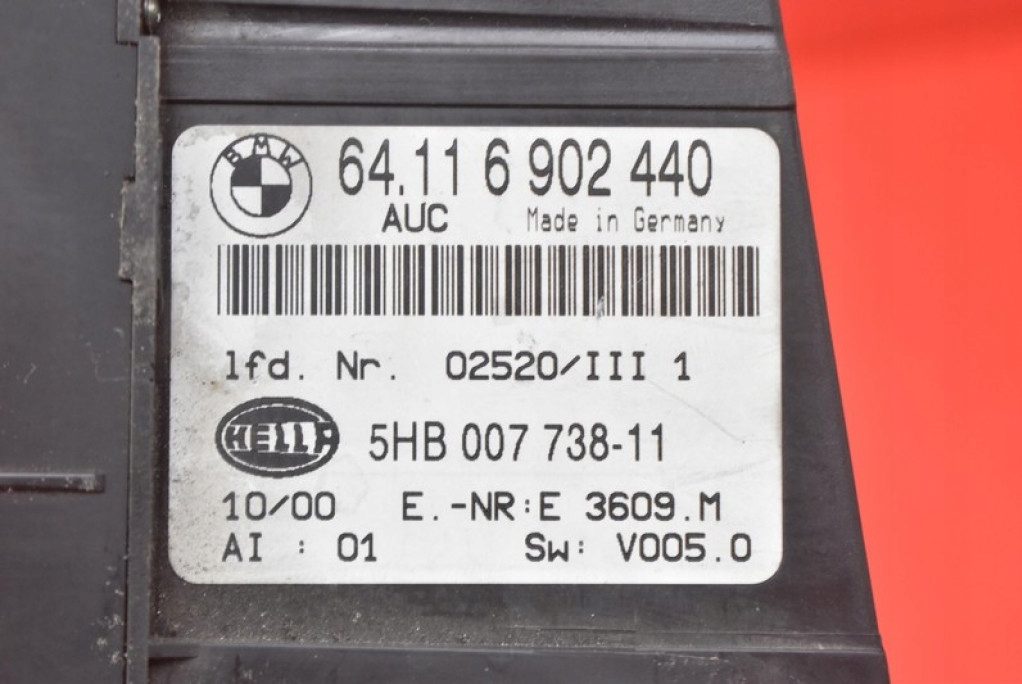 BMW
64.11 6 902 440
AUC Made in Germany
lfd. Nr. 02520/III 1
HELLA
5HB 007 738-11
10/00 E.-NR:E 3609.M
AI : 01 Sw: V005.0